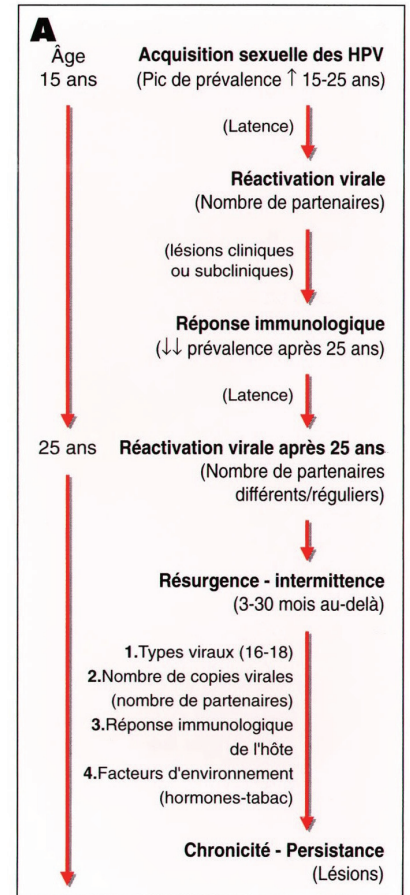 A
Âge
15 ans
Acquisition sexuelle des HPV
(Pic de prévalence ↑ 15-25 ans)
(Latence)
Réactivation virale
(Nombre de partenaires)
(lésions cliniques
ou subcliniques)
Réponse immunologique
(↓↓ prévalence après 25 ans)
(Latence)
25 ans
Réactivation virale après 25 ans
(Nombre de partenaires
différents/réguliers)
Résurgence - intermittence
(3-30 mois au-delà)
1.Types viraux (16-18)
2.Nombre de copies virales
(nombre de partenaires)
3.Réponse immunologique
de l'hôte
4.Facteurs d'environnement
(hormones-tabac)
Chronicité - Persistance
(Lésions)